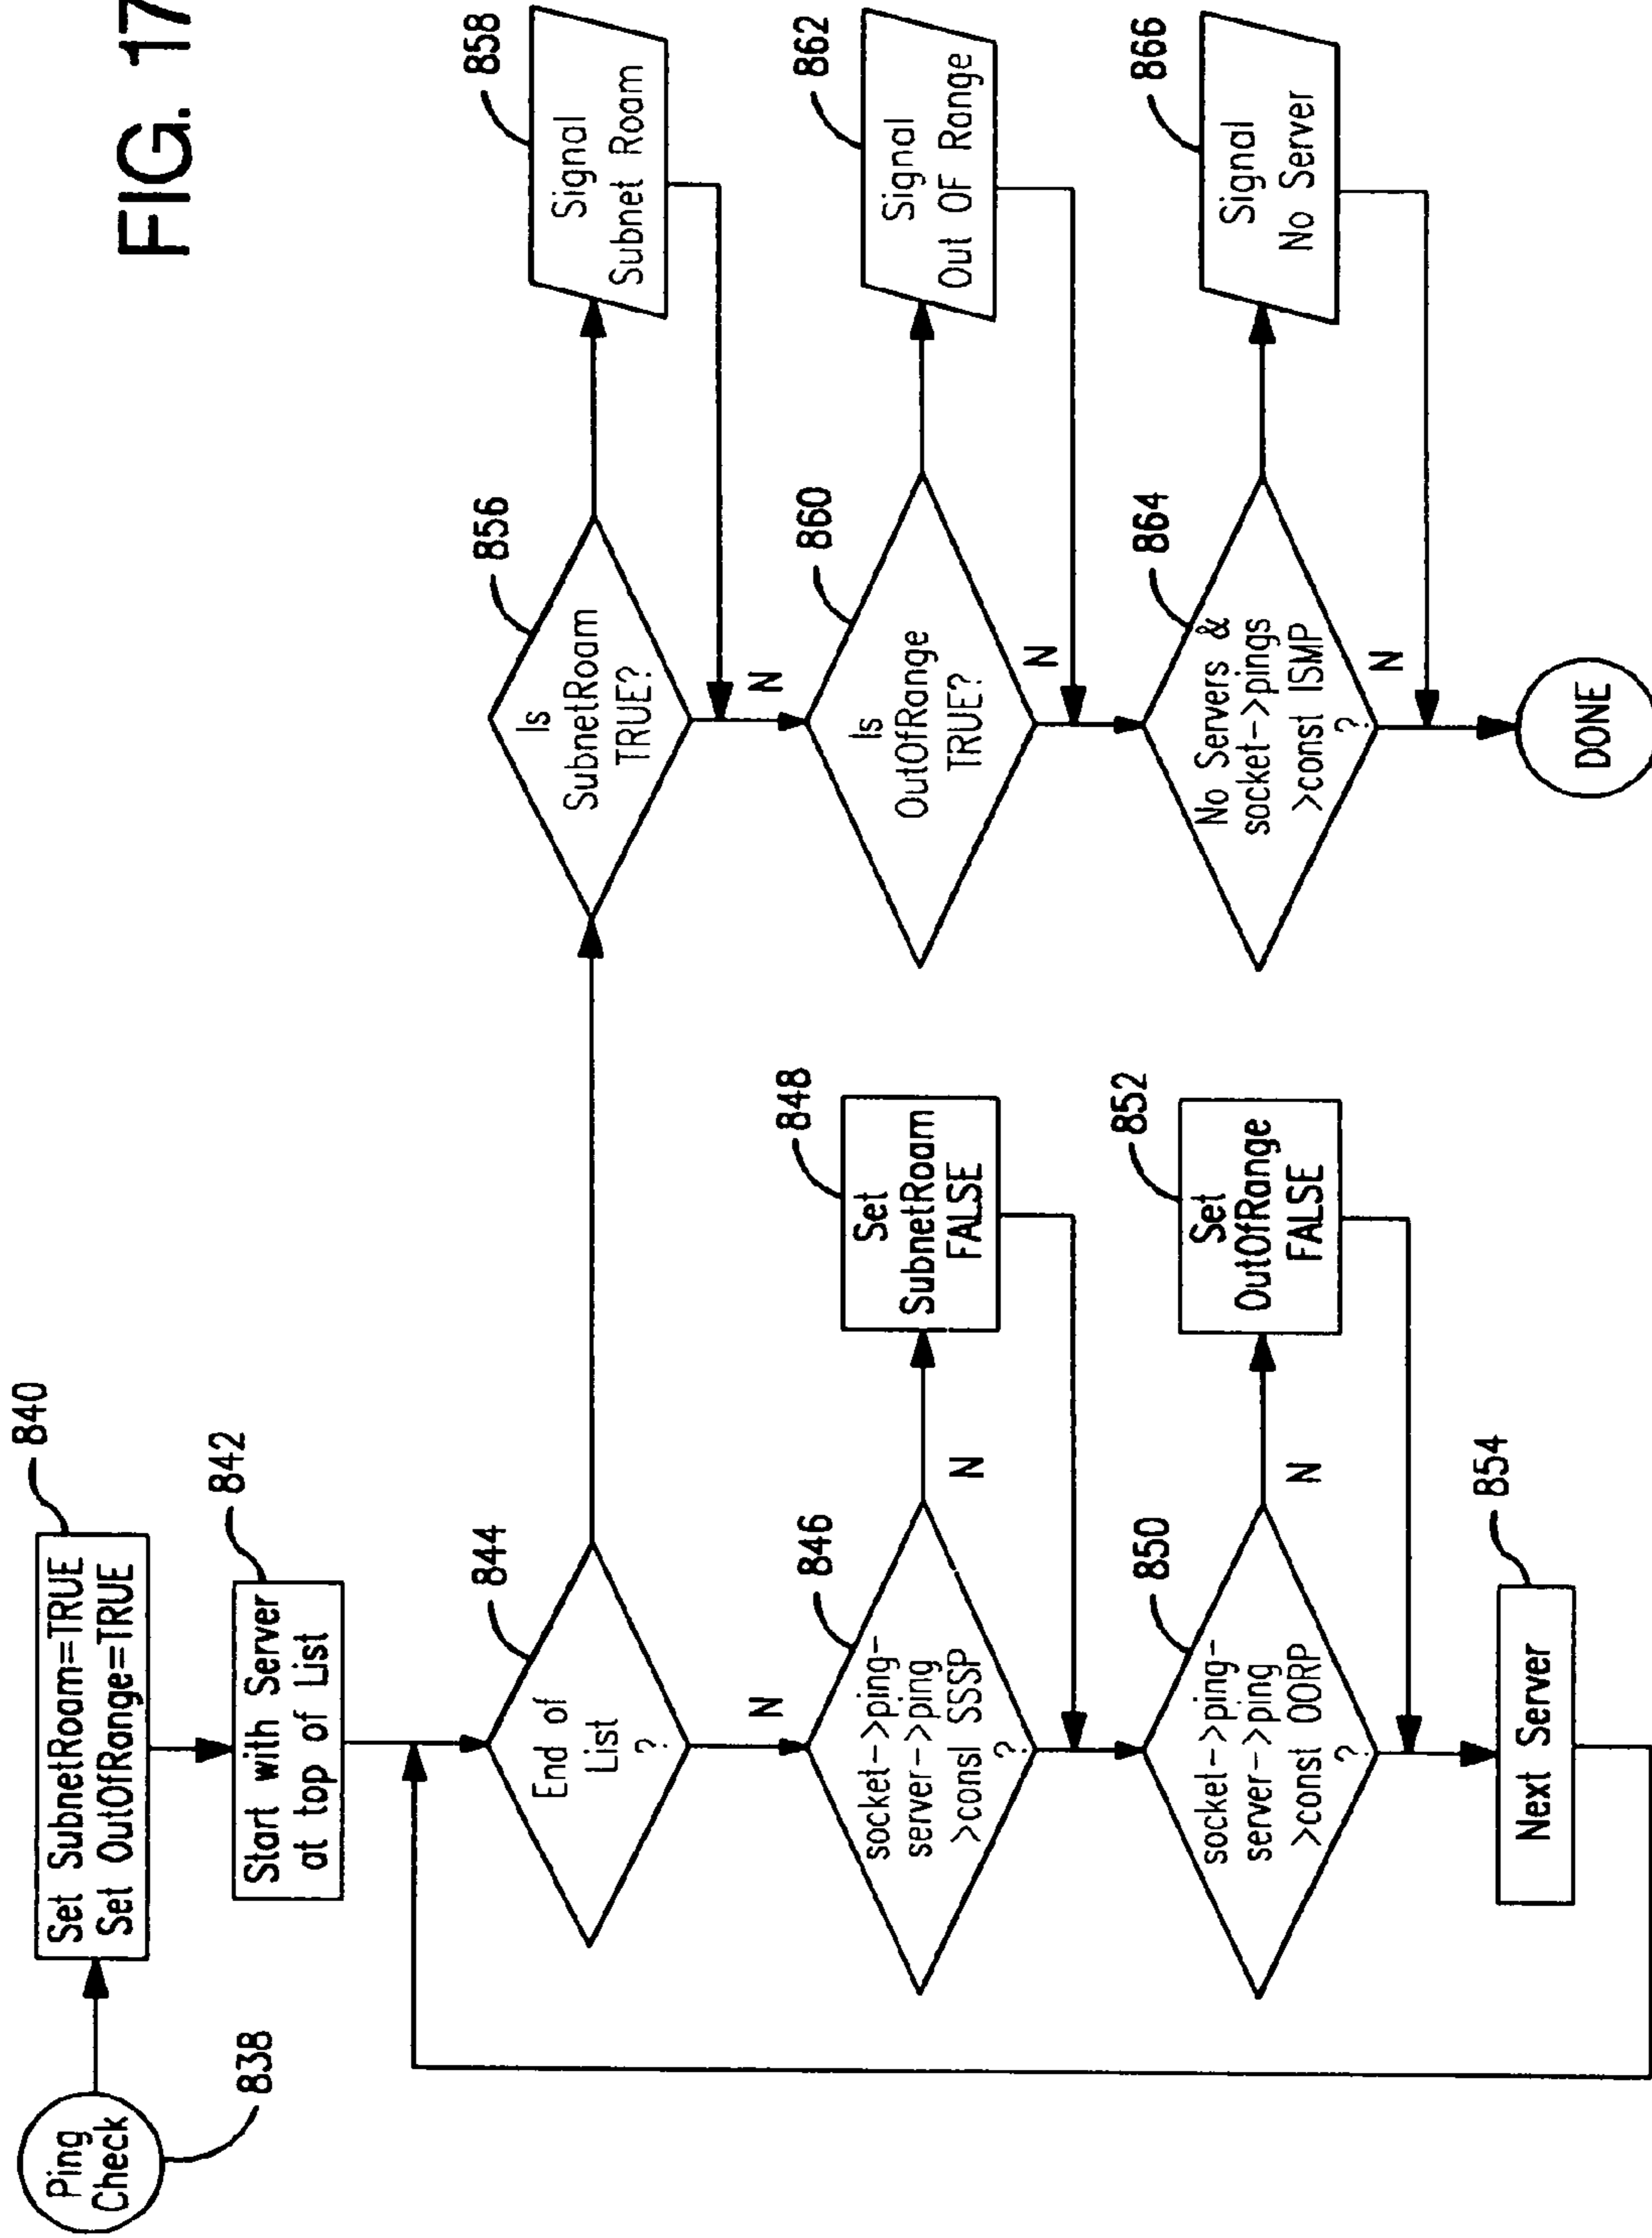 FIG. 17
Ping
Check
838
Set SubnetRoam=TRUE
Set OutOfRange=TRUE
840
Start with Server
at top of List
842
End of
List
?
844
N
socket->ping-
server->ping
>const SSSP
?
846
N
Set
SubnetRoam
FALSE
848
socket->ping-
server->ping
>const OORP
?
850
N
Set
OutOfRange
FALSE
852
Next Server
854
Is
SubnetRoam
TRUE?
856
N
Signal
Subnet Roam
858
Is
OutOfRange
TRUE?
860
N
Signal
Out OF Range
862
No Servers &
socket->pings
>const ISMP
?
864
N
Signal
No Server
866
DONE